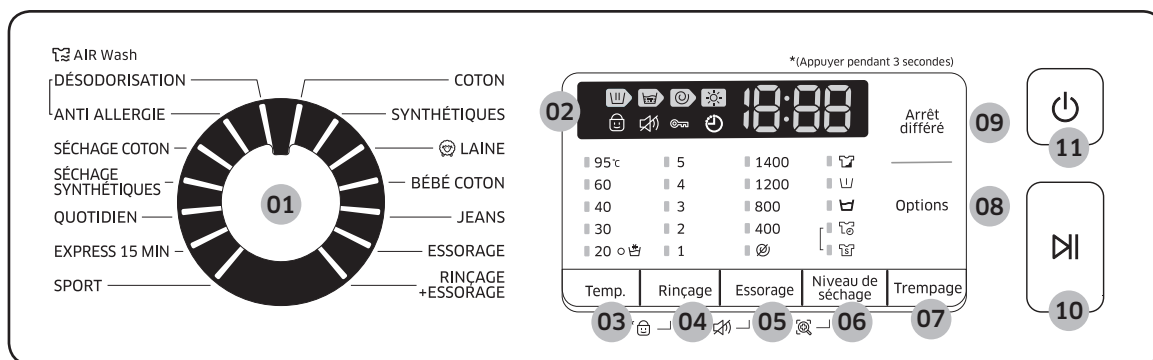 AIR Wash
DÉSODORISATION
ANTI ALLERGIE
SÉCHAGE COTON
SÉCHAGE
SYNTHÉTIQUES
QUOTIDIEN
EXPRESS 15 MIN
SPORT
01
COTON
SYNTHÉTIQUES
LAINE
BÉBÉ COTON
JEANS
ESSORAGE
RINÇAGE
+ESSORAGE
*(Appuyer pendant 3 secondes)
02
18:88
95℃ 5 1400
60 4 1200
40 3 800
30 2 400
20 1
Temp. Rinçage Essorage Niveau de
séchage
Trempage
03 04 05 06 07
Arrêt
différé
09
Options
08
11
10